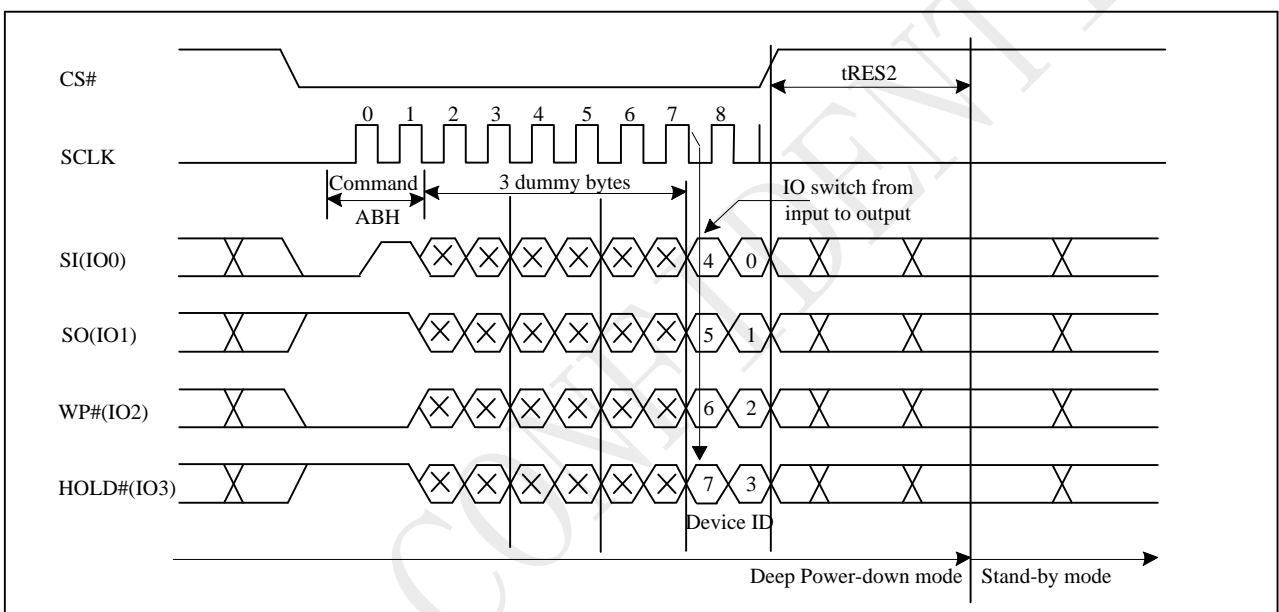 CS#
tRES2
0 1 2 3 4 5 6 7 8
SCLK
Command
ABH
3 dummy bytes
IO switch from
input to output
SI(IO0)
4 0
SO(IO1)
5 1
WP#(IO2)
6 2
HOLD#(IO3)
7 3
Device ID
Deep Power-down mode
Stand-by mode
CONFIDENT